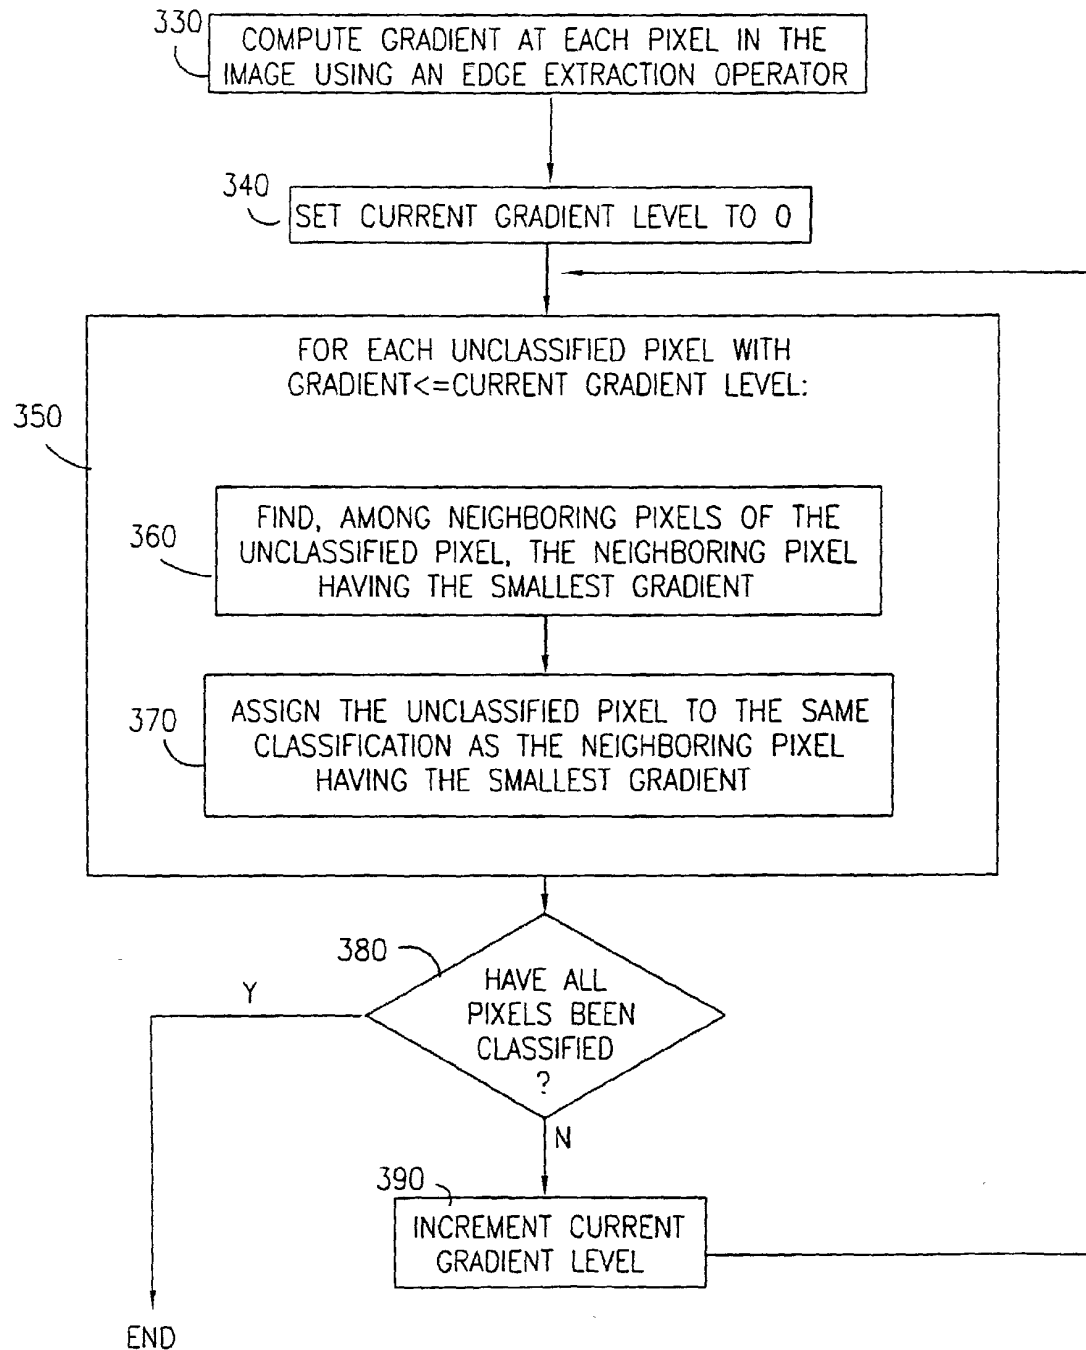 330
COMPUTE GRADIENT AT EACH PIXEL IN THE
IMAGE USING AN EDGE EXTRACTION OPERATOR
340
SET CURRENT GRADIENT LEVEL TO 0
FOR EACH UNCLASSIFIED PIXEL WITH
GRADIENT<=CURRENT GRADIENT LEVEL:
350
360
FIND, AMONG NEIGHBORING PIXELS OF THE
UNCLASSIFIED PIXEL, THE NEIGHBORING PIXEL
HAVING THE SMALLEST GRADIENT
370
ASSIGN THE UNCLASSIFIED PIXEL TO THE SAME
CLASSIFICATION AS THE NEIGHBORING PIXEL
HAVING THE SMALLEST GRADIENT
380
HAVE ALL
PIXELS BEEN
CLASSIFIED
?
Y
N
390
INCREMENT CURRENT
GRADIENT LEVEL
END